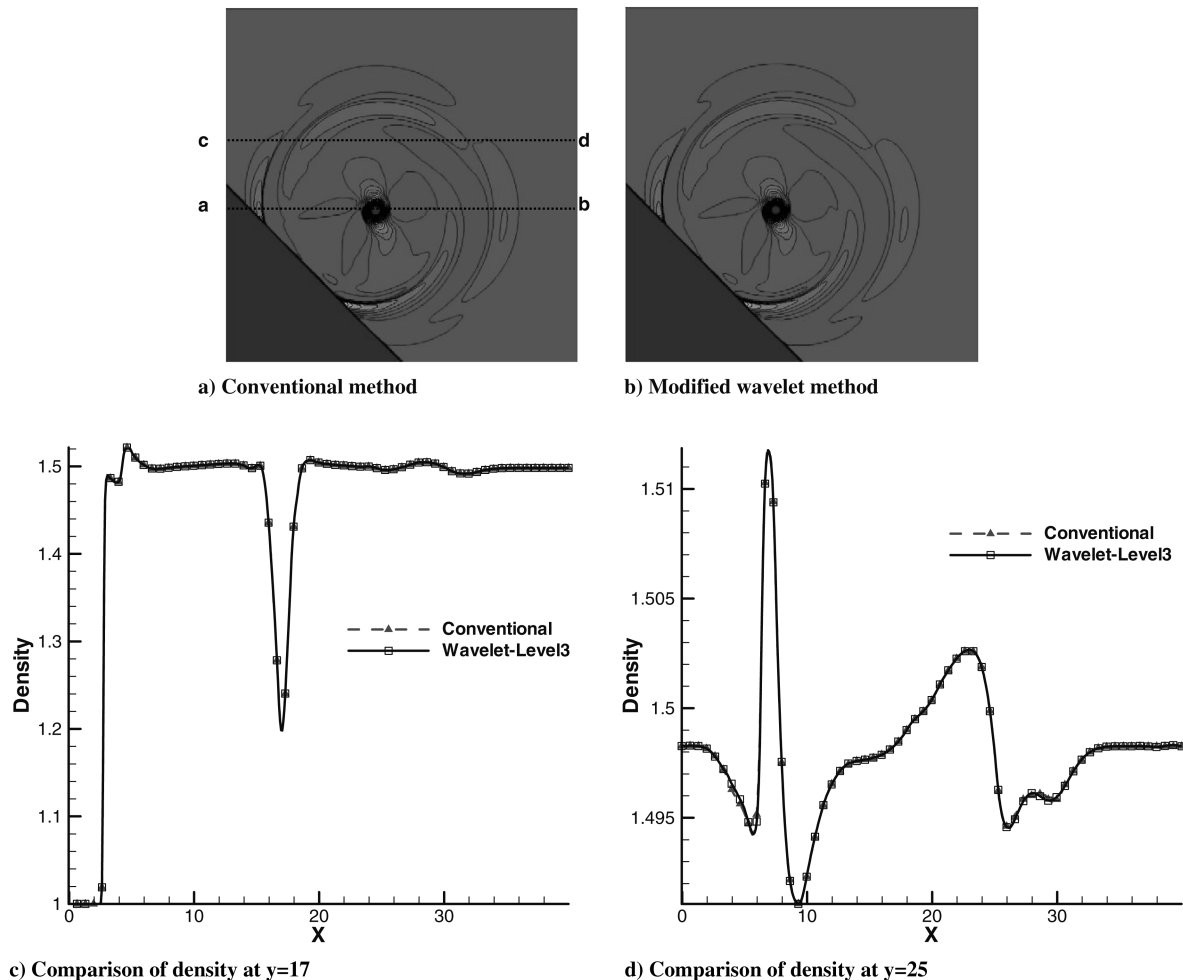 c
d
a
b
a) Conventional method
b) Modified wavelet method
1.5
1.4
1.3
1.2
1.1
1
Density
Conventional
Wavelet-Level3
0
10
20
30
X
1.51
1.505
1.5
1.495
Density
Conventional
Wavelet-Level3
0
10
20
30
X
c) Comparison of density at y=17
d) Comparison of density at y=25